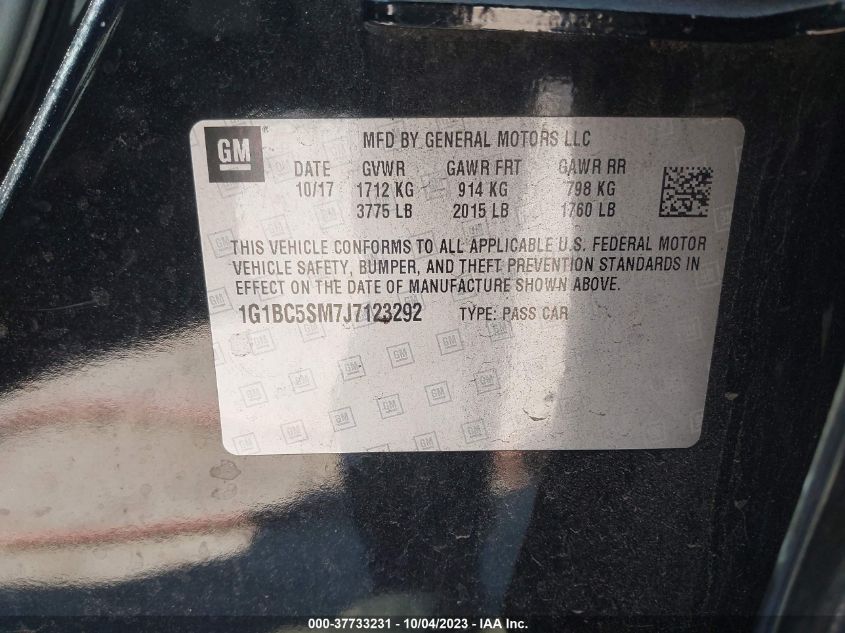 GM
MFD BY GENERAL MOTORS LLC
DATE GVWR GAWR FRT GAWR RR
10/17 1712 KG 914 KG 798 KG
3775 LB 2015 LB 1760 LB
THIS VEHICLE CONFORMS TO ALL APPLICABLE U.S. FEDERAL MOTOR
VEHICLE SAFETY, BUMPER, AND THEFT PREVENTION STANDARDS IN
EFFECT ON THE DATE OF MANUFACTURE SHOWN ABOVE.
1G1BC5SM7J7123292 TYPE: PASS CAR
000-37733231 - 10/04/2023 - IAA Inc.